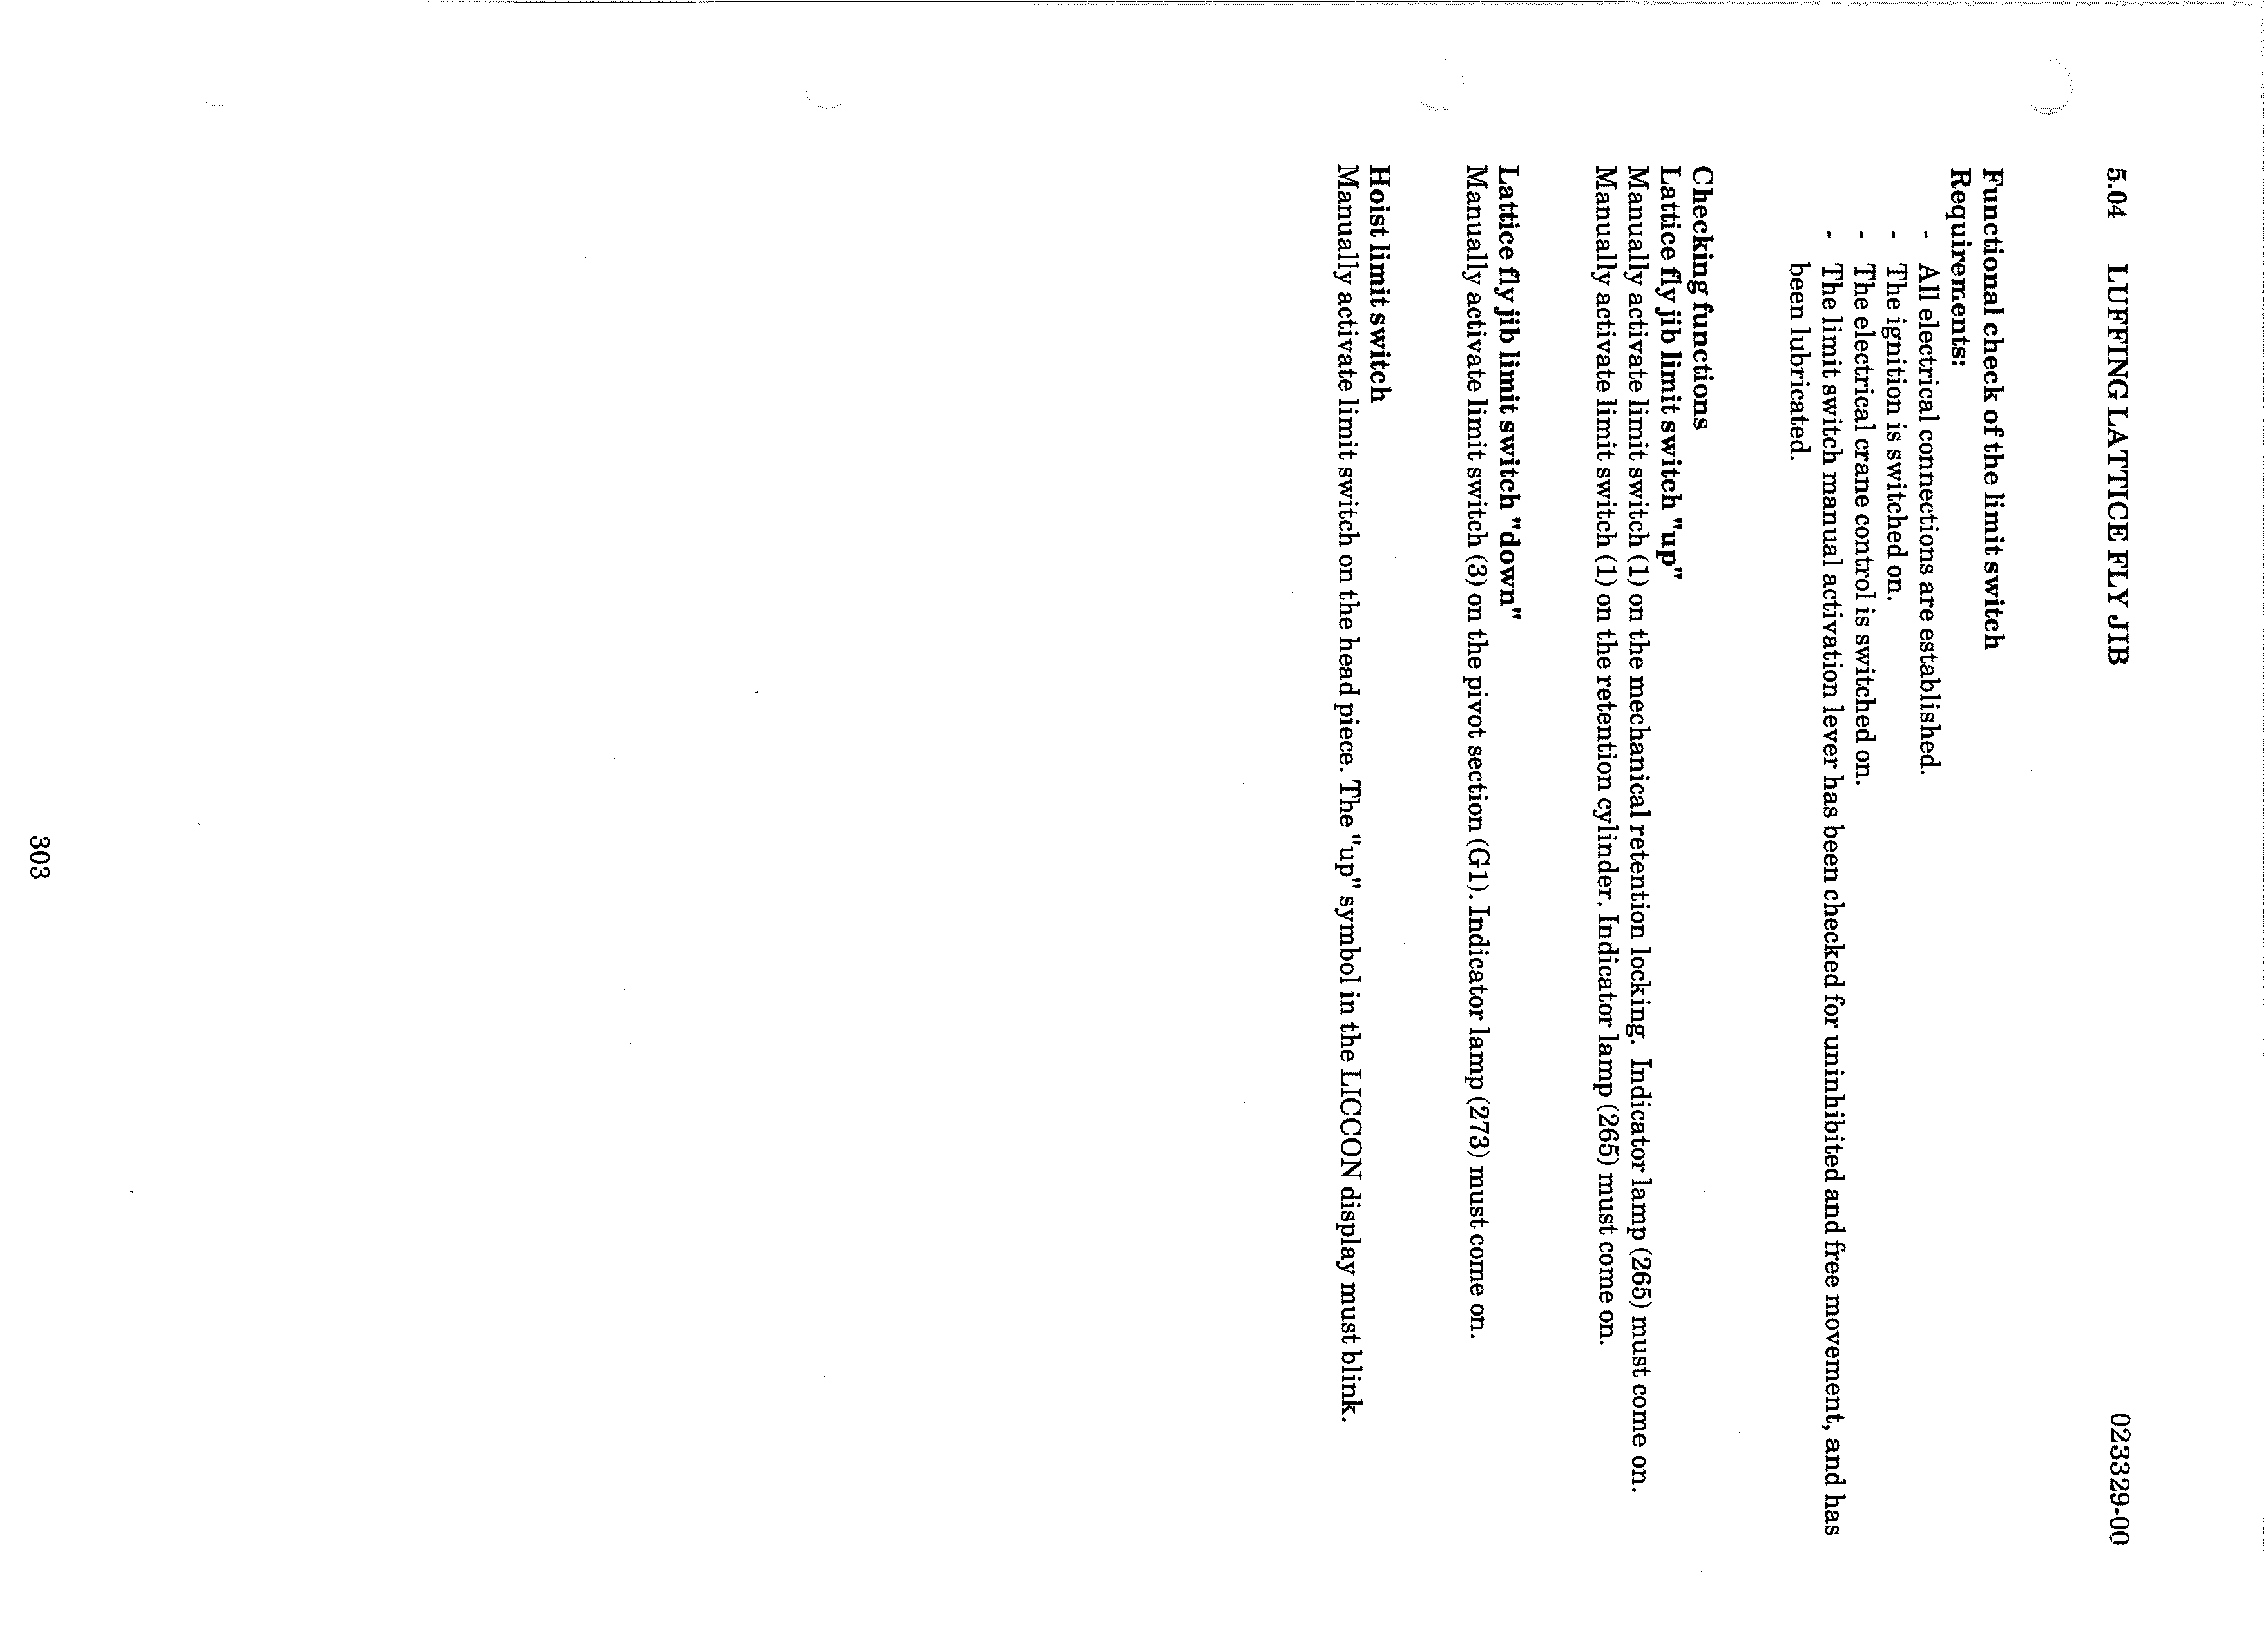 5.04 LUFFING LATTICE FLY JIB 023329-00
Functional check of the limit switch
Requirements:
- All electrical connections are established.
- The ignition is switched on.
- The electrical crane control is switched on.
- The limit switch manual activation lever has been checked for uninhibited and free movement, and has
been lubricated.
Checking functions
Lattice fly jib limit switch "up"
Manually activate limit switch (1) on the mechanical retention locking. Indicator lamp (265) must come on.
Manually activate limit switch (1) on the retention cylinder. Indicator lamp (265) must come on.
Lattice fly jib limit switch "down"
Manually activate limit switch (3) on the pivot section (G1). Indicator lamp (273) must come on.
Hoist limit switch
Manually activate limit switch on the head piece. The "up" symbol in the LICCON display must blink.
303